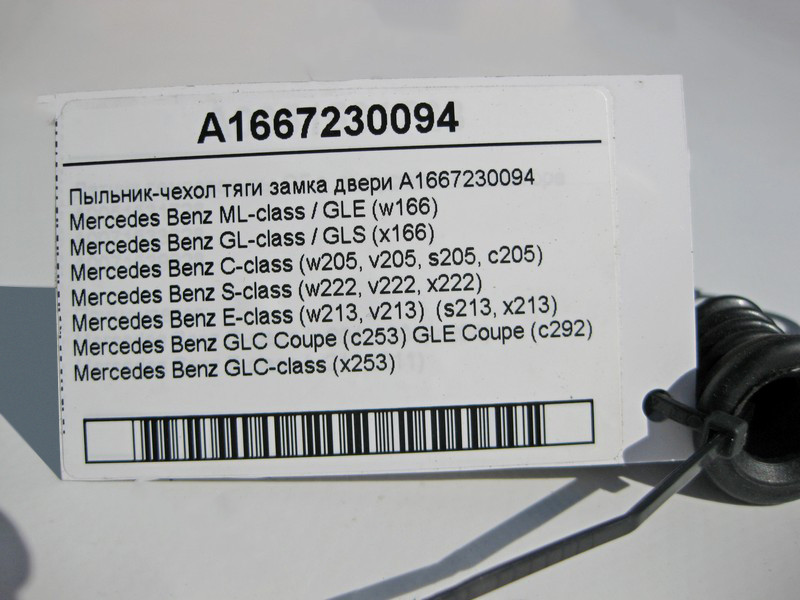 A1667230094
Пыльник-чехол тяги замка двери A1667230094
Mercedes Benz ML-class / GLE (w166)
Mercedes Benz GL-class / GLS (x166)
Mercedes Benz C-class (w205, v205, s205, c205)
Mercedes Benz S-class (w222, v222, x222)
Mercedes Benz E-class (w213, v213) (s213, x213)
Mercedes Benz GLC Coupe (c253) GLE Coupe (c292)
Mercedes Benz GLC-class (x253)